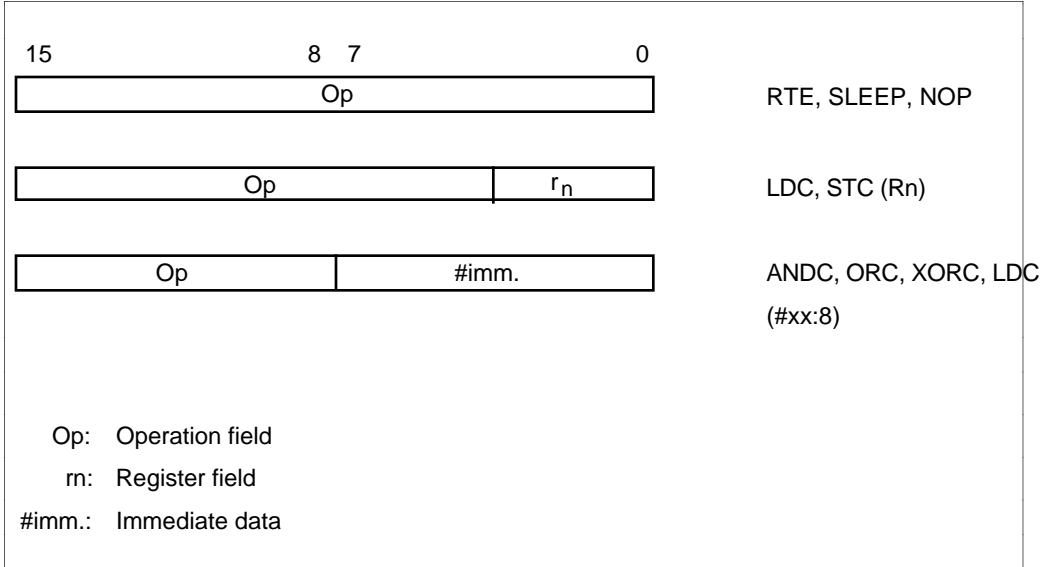 15 8 7 0
Op RTE, SLEEP, NOP
Op rn LDC, STC (Rn)
Op #imm. ANDC, ORC, XORC, LDC
(#xx:8)
Op: Operation field
rn: Register field
#imm.: Immediate data